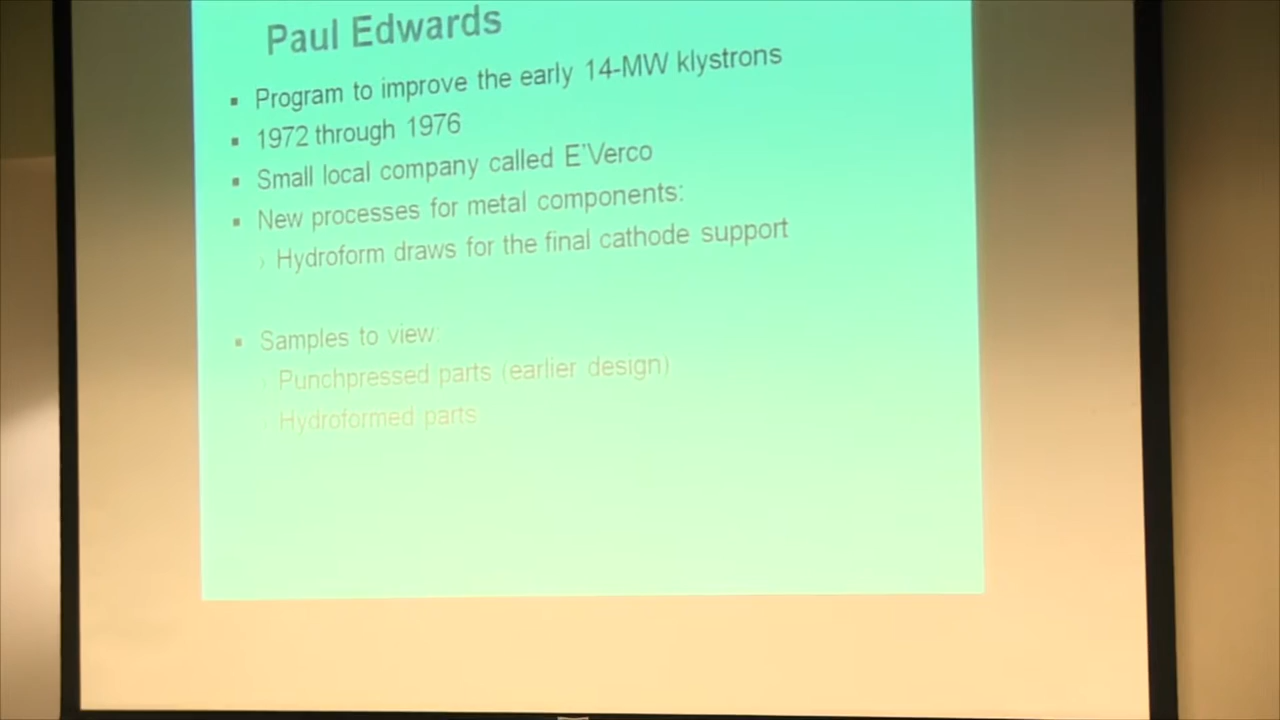 Paul Edwards
▪ Program to improve the early 14-MW klystrons
▪ 1972 through 1976
▪ Small local company called E'Verco
▪ New processes for metal components:
› Hydroform draws for the final cathode support
▪ Samples to view:
› Punchpressed parts (earlier design)
› Hydroformed parts